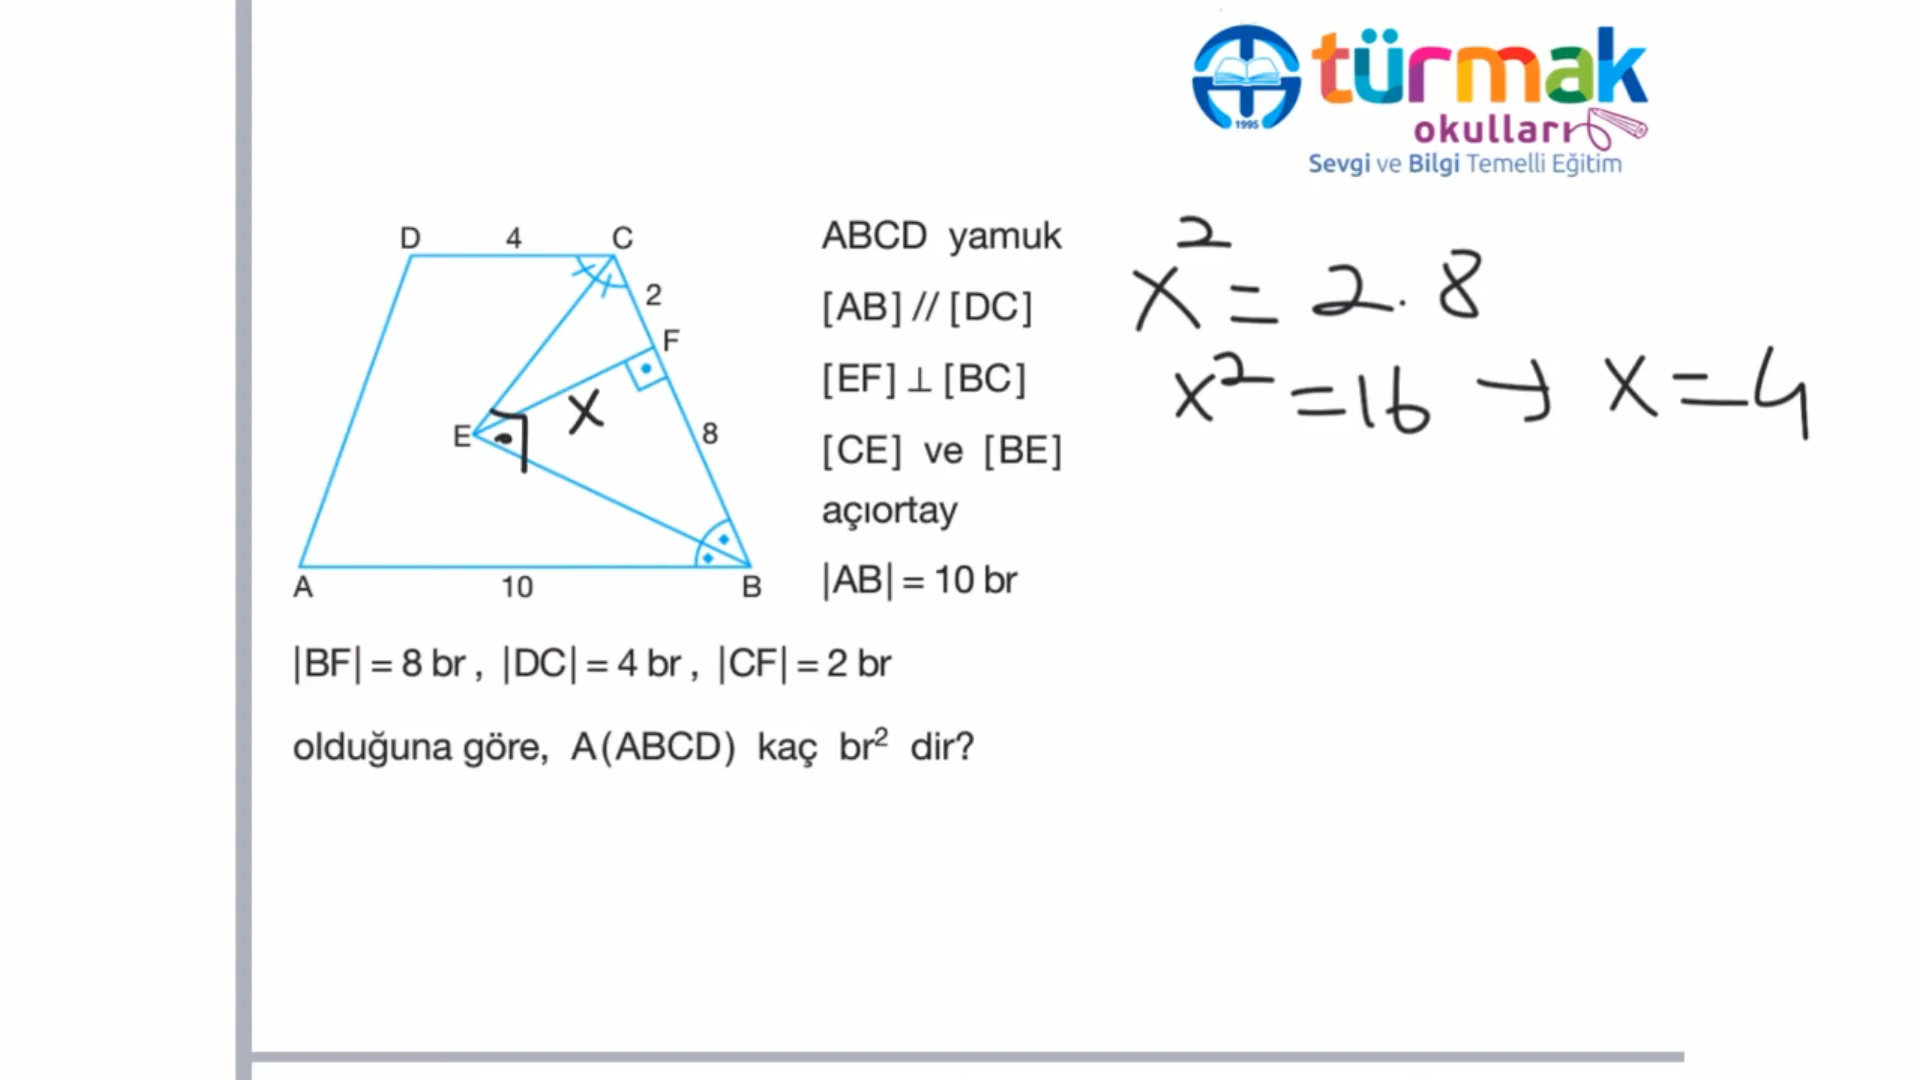 türmak
okulları
1995
Sevgi ve Bilgi Temelli Eğitim
D 4 C
2
F
E x
8
A 10 B
ABCD yamuk
[AB] // [DC]
[EF] ⊥ [BC]
[CE] ve [BE]
açıortay
|AB| = 10 br
|BF| = 8 br , |DC| = 4 br , |CF| = 2 br
olduğuna göre, A(ABCD) kaç br² dir?
x² = 2.8
x² = 16 → x = 4